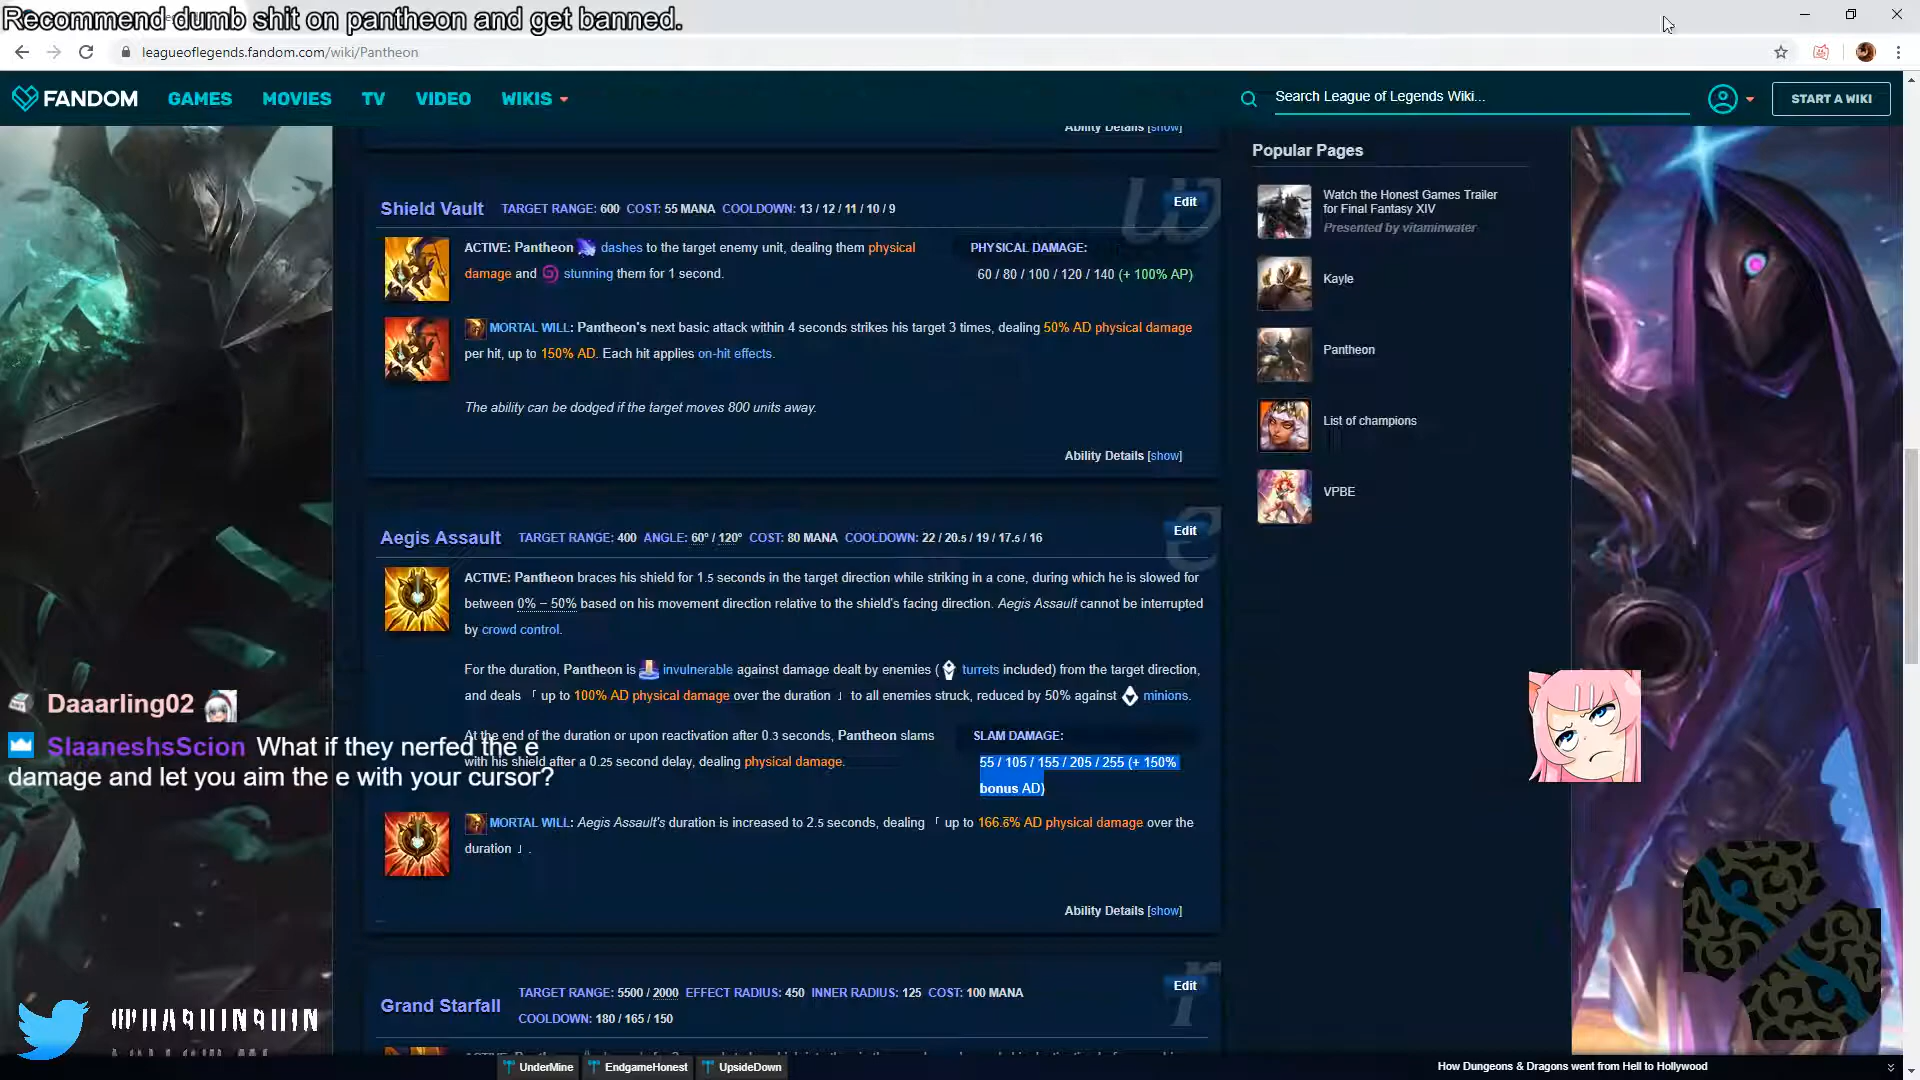 Recommend dumb shit on pantheon and get banned.
leagueoflegends.fandom.com/wiki/Pantheon
FANDOM GAMES MOVIES TV VIDEO WIKIS
Search League of Legends Wiki...
START A WIKI
Ability Details [show]
Shield Vault TARGET RANGE: 600 COST: 55 MANA COOLDOWN: 13 / 12 / 11 / 10 / 9
Edit
ACTIVE: Pantheon dashes to the target enemy unit, dealing them physical
damage and stunning them for 1 second.
PHYSICAL DAMAGE:
60 / 80 / 100 / 120 / 140 (+ 100% AP)
MORTAL WILL: Pantheon's next basic attack within 4 seconds strikes his target 3 times, dealing 50% AD physical damage
per hit, up to 150% AD. Each hit applies on-hit effects.
The ability can be dodged if the target moves 800 units away.
Ability Details [show]
Aegis Assault TARGET RANGE: 400 ANGLE: 60° / 120° COST: 80 MANA COOLDOWN: 22 / 20.5 / 19 / 17.5 / 16
Edit
ACTIVE: Pantheon braces his shield for 1.5 seconds in the target direction while striking in a cone, during which he is slowed for
between 0% – 50% based on his movement direction relative to the shield's facing direction. Aegis Assault cannot be interrupted
by crowd control.
For the duration, Pantheon is invulnerable against damage dealt by enemies ( turrets included) from the target direction,
and deals 「 up to 100% AD physical damage over the duration 」 to all enemies struck, reduced by 50% against minions.
At the end of the duration or upon reactivation after 0.3 seconds, Pantheon slams
with his shield after a 0.25 second delay, dealing physical damage.
SLAM DAMAGE:
55 / 105 / 155 / 205 / 255 (+ 150%
bonus AD)
MORTAL WILL: Aegis Assault's duration is increased to 2.5 seconds, dealing 「 up to 166.6% AD physical damage over the
duration 」.
Ability Details [show]
Grand Starfall TARGET RANGE: 5500 / 2000 EFFECT RADIUS: 450 INNER RADIUS: 125 COST: 100 MANA
COOLDOWN: 180 / 165 / 150
Edit
Popular Pages
Watch the Honest Games Trailer
for Final Fantasy XIV
Presented by vitaminwater
Kayle
Pantheon
List of champions
VPBE
Daaarling02
SlaaneshsScion What if they nerfed the e
damage and let you aim the e with your cursor?
UnderMine EndgameHonest UpsideDown
How Dungeons & Dragons went from Hell to Hollywood